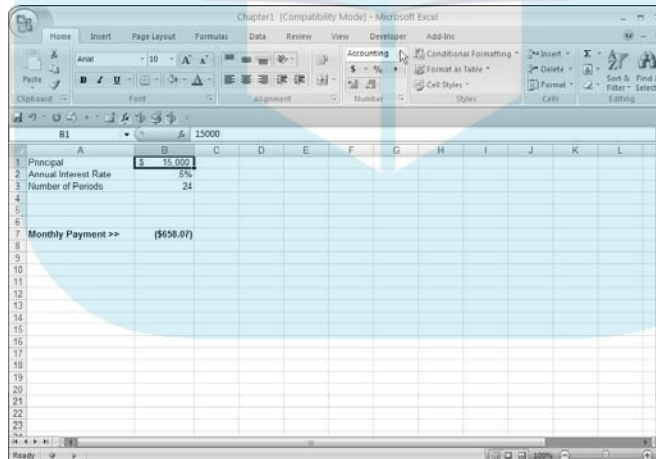 Chapter1 [Compatibility Mode] - Microsoft Excel
Home Insert Page Layout Formulas Data Review View Developer Add-Ins
Paste
Arial 10 A A
B I U A
Accounting
$ % ,
Conditional Formatting
Format as Table
Cell Styles
Insert
Delete
Format
Σ
Sort & Filter
Find Select
Clipboard Font Alignment Number Styles Cells Editing
B1 fx 15000
A B C D E F G H I J K L
1 Principal $ 15,000
2 Annual Interest Rate 5%
3 Number of Periods 24
4
5
6
7 Monthly Payment >> ($658.07)
8
9
10
11
12
13
14
15
16
17
18
19
20
21
22
23
Ready 100%